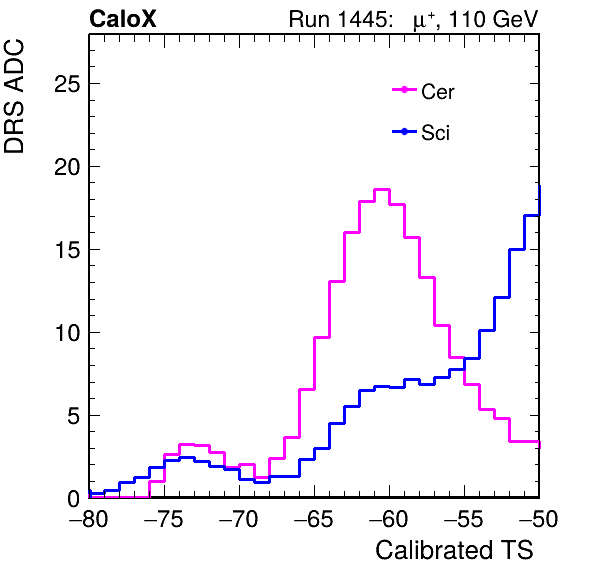 CaloX Run 1445: μ⁺, 110 GeV
DRS ADC
25
20
15
10
5
0
Cer
Sci
−80 −75 −70 −65 −60 −55 −50
Calibrated TS